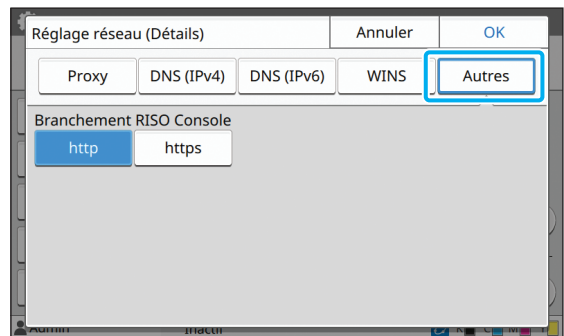 Réglage réseau (Détails) Annuler OK
Proxy DNS (IPv4) DNS (IPv6) WINS Autres
Branchement RISO Console
http https
Admin Inactif K C M Y